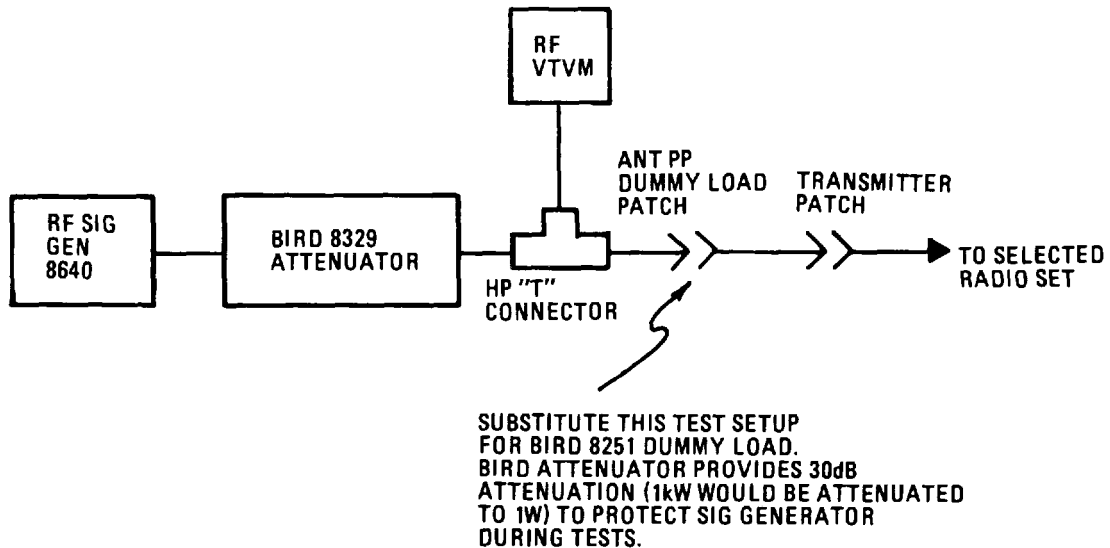 RF
VTVM
ANT PP
DUMMY LOAD
PATCH
TRANSMITTER
PATCH
RF SIG
GEN
8640
BIRD 8329
ATTENUATOR
HP "T"
CONNECTOR
TO SELECTED
RADIO SET
SUBSTITUTE THIS TEST SETUP
FOR BIRD 8251 DUMMY LOAD.
BIRD ATTENUATOR PROVIDES 30dB
ATTENUATION (1kW WOULD BE ATTENUATED
TO 1W) TO PROTECT SIG GENERATOR
DURING TESTS.